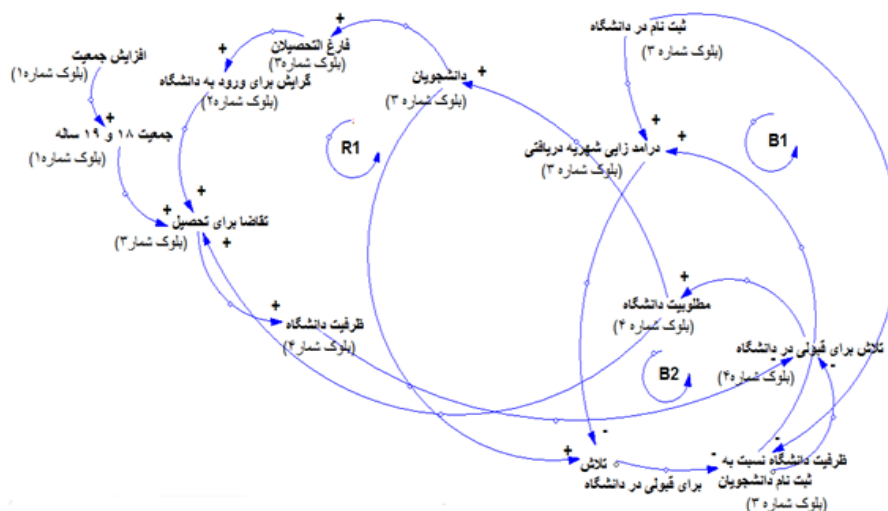 ثبت نام در دانشگاه
(بلوک شماره ۳)
فارغ التحصیلان
(بلوک شماره۳)
افزایش جمعیت
(بلوک شماره۱)
گرایش برای ورود به دانشگاه
(بلوک شماره۲)
دانشجویان
(بلوک شماره ۳)
جمعیت ۱۸ و ۱۹ ساله
(بلوک شماره۱)
R1
B1
درامد زایی شهریه دریافتی
(بلوک شماره ۳)
تقاضا برای تحصیل
(بلوک شمار۳)
مطلوبیت دانشگاه
(بلوک شماره ۴)
ظرفیت دانشگاه
(بلوک شمار۴)
تلاش برای قبولی در دانشگاه
(بلوک شماره۴)
B2
تلاش
برای قبولی در دانشگاه
ظرفیت دانشگاه نسبت به
ثبت نام دانشجویان
(بلوک شماره ۳)